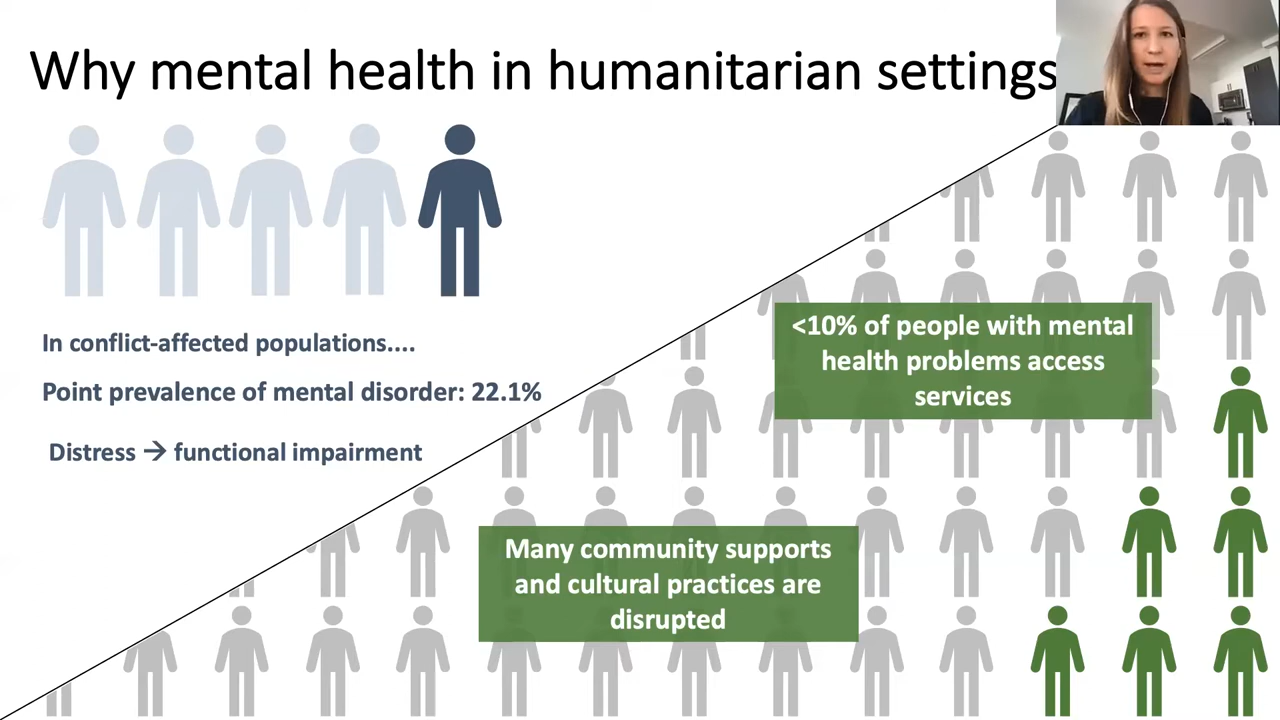 Why mental health in humanitarian settings
In conflict-affected populations....
Point prevalence of mental disorder: 22.1%
Distress → functional impairment
<10% of people with mental
health problems access
services
Many community supports
and cultural practices are
disrupted